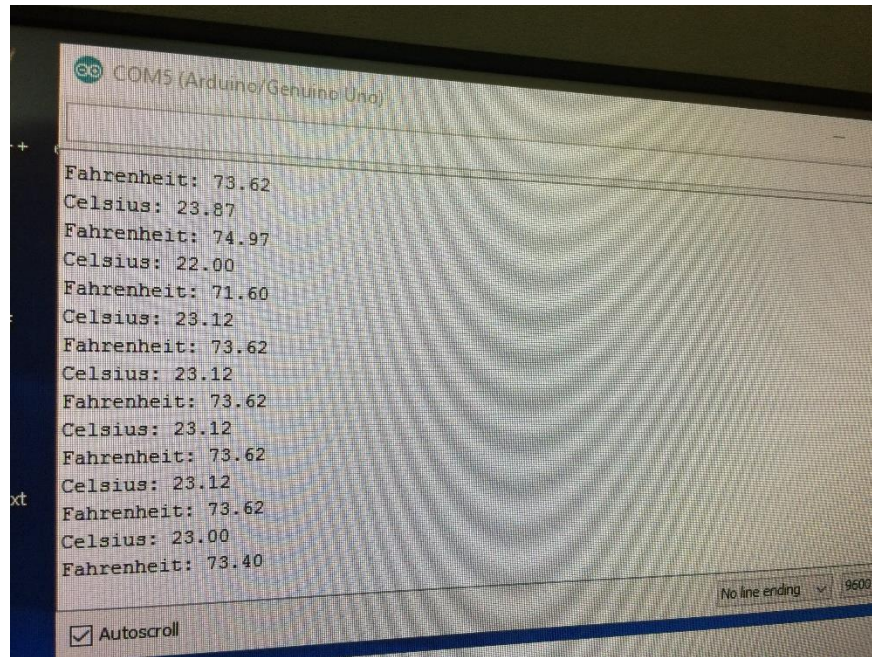 COM5 (Arduino/Genuino Uno)
++
Fahrenheit: 73.62
Celsius: 23.87
Fahrenheit: 74.97
Celsius: 22.00
Fahrenheit: 71.60
Celsius: 23.12
Fahrenheit: 73.62
Celsius: 23.12
Fahrenheit: 73.62
Celsius: 23.12
Fahrenheit: 73.62
Celsius: 23.12
xt
Fahrenheit: 73.62
Celsius: 23.00
Fahrenheit: 73.40
No line ending 9600
Autoscroll